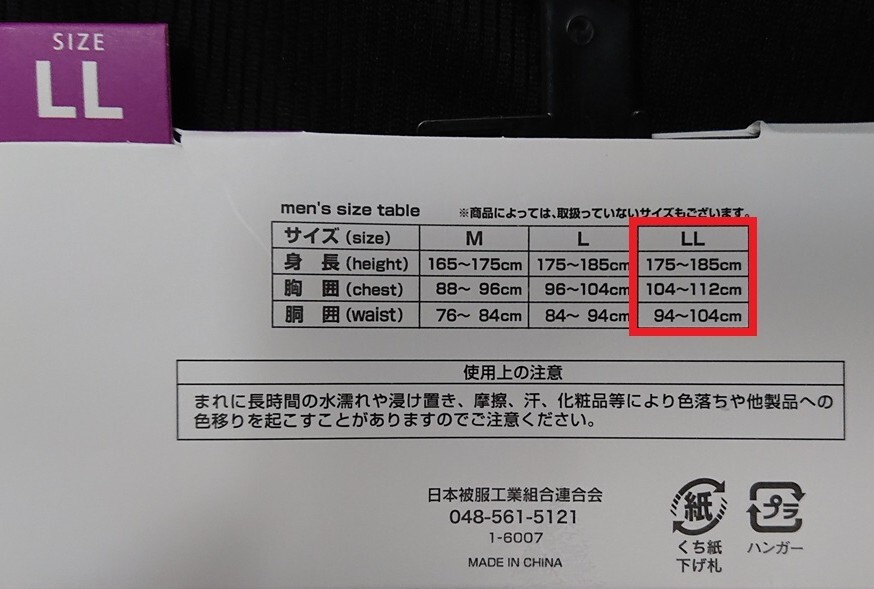 SIZE
LL
men's size table ※商品によっては、取扱っていないサイズもございます。
サイズ (size) M L LL
身 長 (height) 165～175cm 175～185cm 175～185cm
胸 囲 (chest) 88～ 96cm 96～104cm 104～112cm
胴 囲 (waist) 76～ 84cm 84～ 94cm 94～104cm
使用上の注意
まれに長時間の水濡れや浸け置き、摩擦、汗、化粧品等により色落ちや他製品への
色移りを起こすことがありますのでご注意ください。
日本被服工業組合連合会
048-561-5121
1-6007
MADE IN CHINA
紙
くち紙
下げ札
プラ
ハンガー